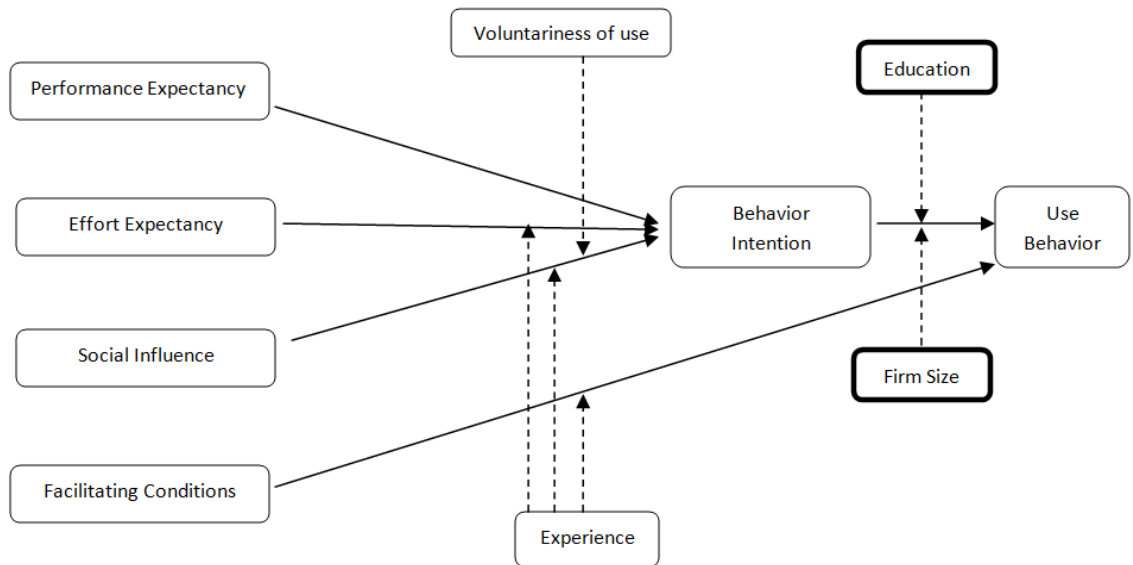 Voluntariness of use
Education
Performance Expectancy
Effort Expectancy
Behavior
Intention
Use
Behavior
Social Influence
Firm Size
Facilitating Conditions
Experience